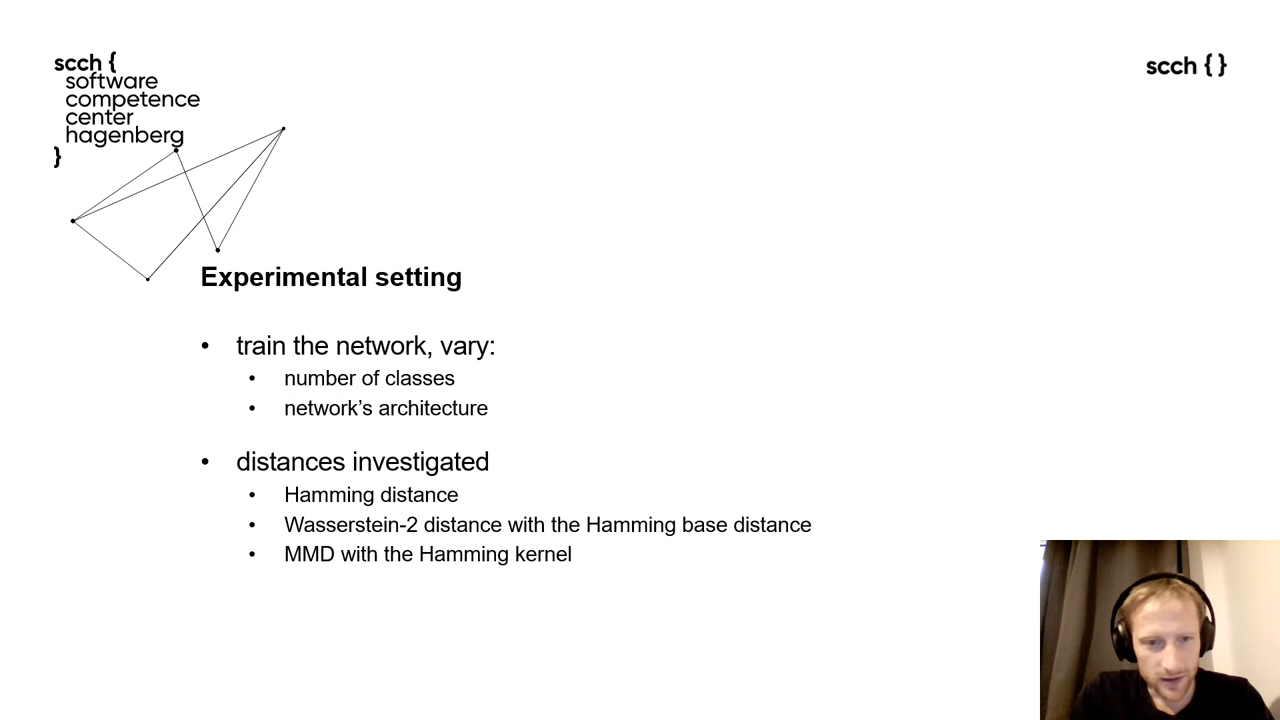 scch {
software
competence
center
hagenberg
}
scch { }
Experimental setting
• train the network, vary:
• number of classes
• network’s architecture
• distances investigated
• Hamming distance
• Wasserstein-2 distance with the Hamming base distance
• MMD with the Hamming kernel